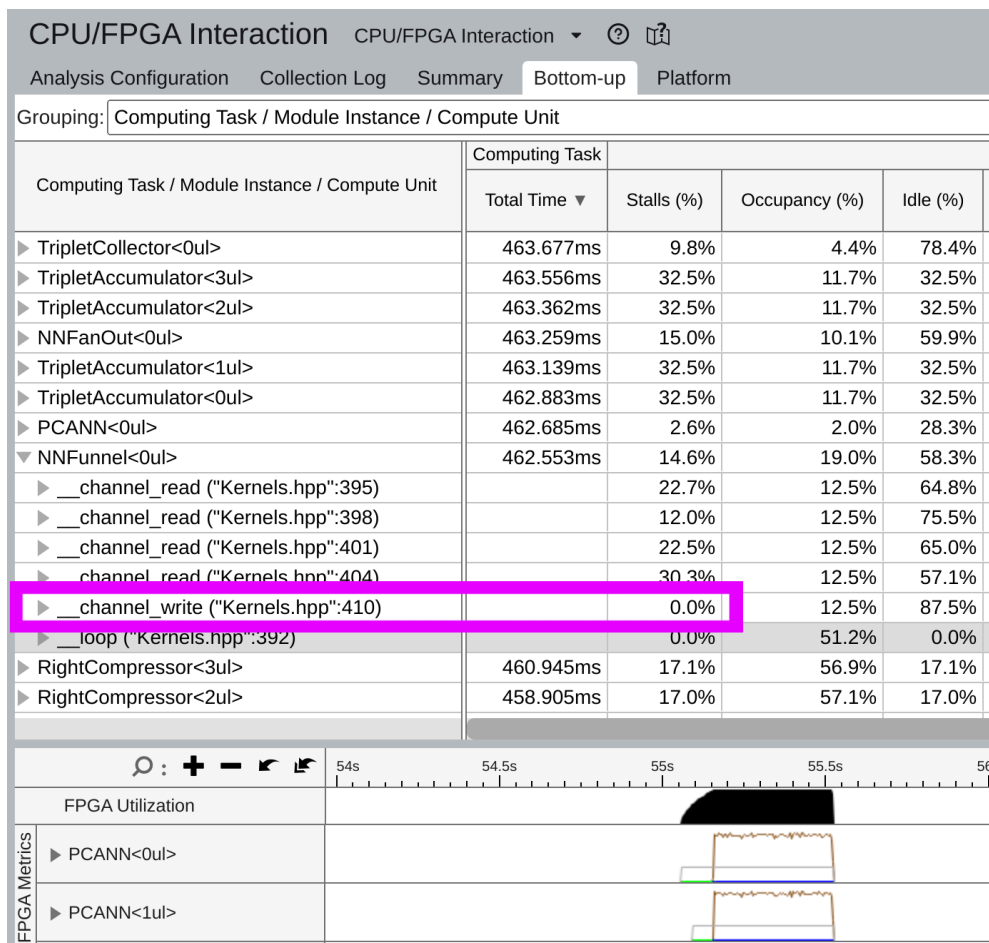 CPU/FPGA Interaction CPU/FPGA Interaction
Analysis Configuration Collection Log Summary Bottom-up Platform
Grouping: Computing Task / Module Instance / Compute Unit
Computing Task
Computing Task / Module Instance / Compute Unit Total Time ▼ Stalls (%) Occupancy (%) Idle (%)
TripletCollector<0ul> 463.677ms 9.8% 4.4% 78.4%
TripletAccumulator<3ul> 463.556ms 32.5% 11.7% 32.5%
TripletAccumulator<2ul> 463.362ms 32.5% 11.7% 32.5%
NNFanOut<0ul> 463.259ms 15.0% 10.1% 59.9%
TripletAccumulator<1ul> 463.139ms 32.5% 11.7% 32.5%
TripletAccumulator<0ul> 462.883ms 32.5% 11.7% 32.5%
PCANN<0ul> 462.685ms 2.6% 2.0% 28.3%
NNFunnel<0ul> 462.553ms 14.6% 19.0% 58.3%
__channel_read ("Kernels.hpp":395) 22.7% 12.5% 64.8%
__channel_read ("Kernels.hpp":398) 12.0% 12.5% 75.5%
__channel_read ("Kernels.hpp":401) 22.5% 12.5% 65.0%
__channel_read ("Kernels.hpp":404) 30.3% 12.5% 57.1%
__channel_write ("Kernels.hpp":410) 0.0% 12.5% 87.5%
__loop ("Kernels.hpp":392) 0.0% 51.2% 0.0%
RightCompressor<3ul> 460.945ms 17.1% 56.9% 17.1%
RightCompressor<2ul> 458.905ms 17.0% 57.1% 17.0%
54s 54.5s 55s 55.5s
FPGA Utilization
FPGA Metrics
PCANN<0ul>
PCANN<1ul>